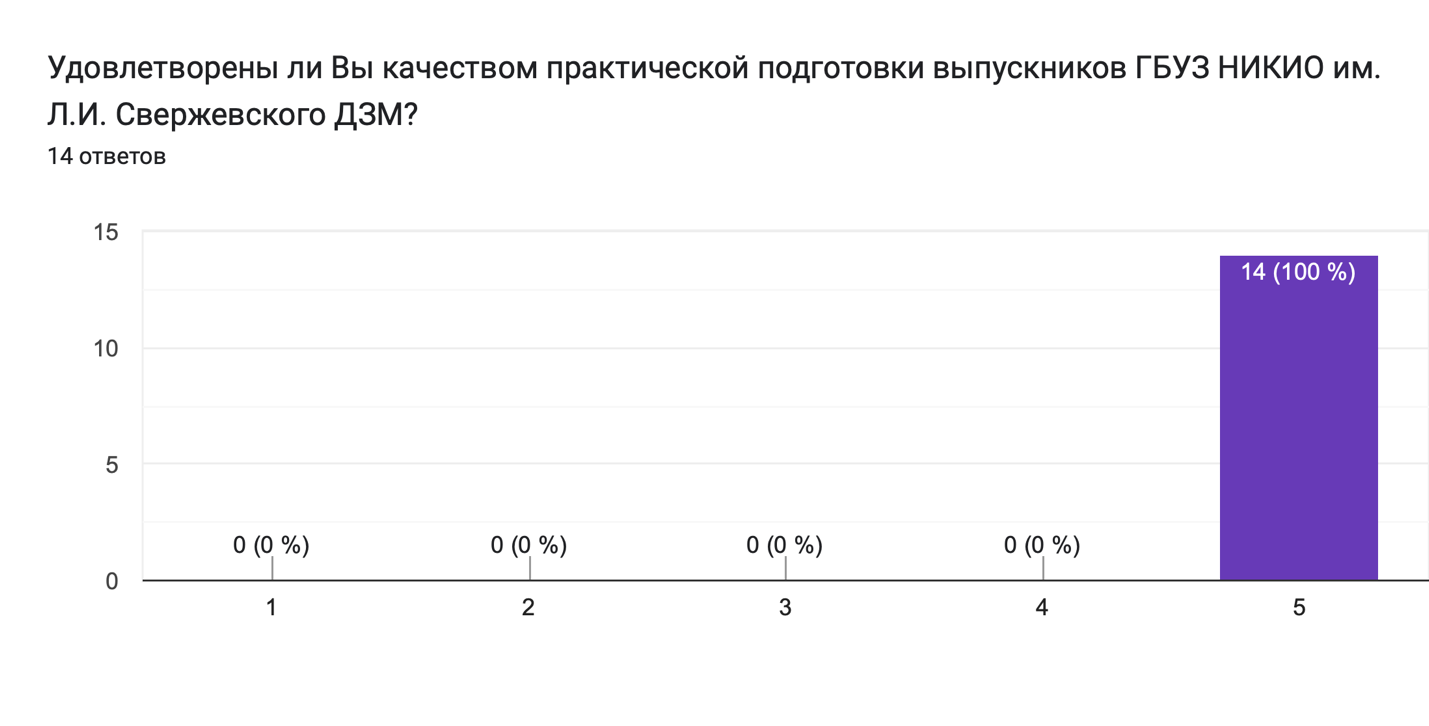 Удовлетворены ли Вы качеством практической подготовки выпускников ГБУЗ НИКИО им.
Л.И. Свержевского ДЗМ?
14 ответов
15
14 (100 %)
10
5
0 (0 %) 0 (0 %) 0 (0 %) 0 (0 %)
0
1 2 3 4 5